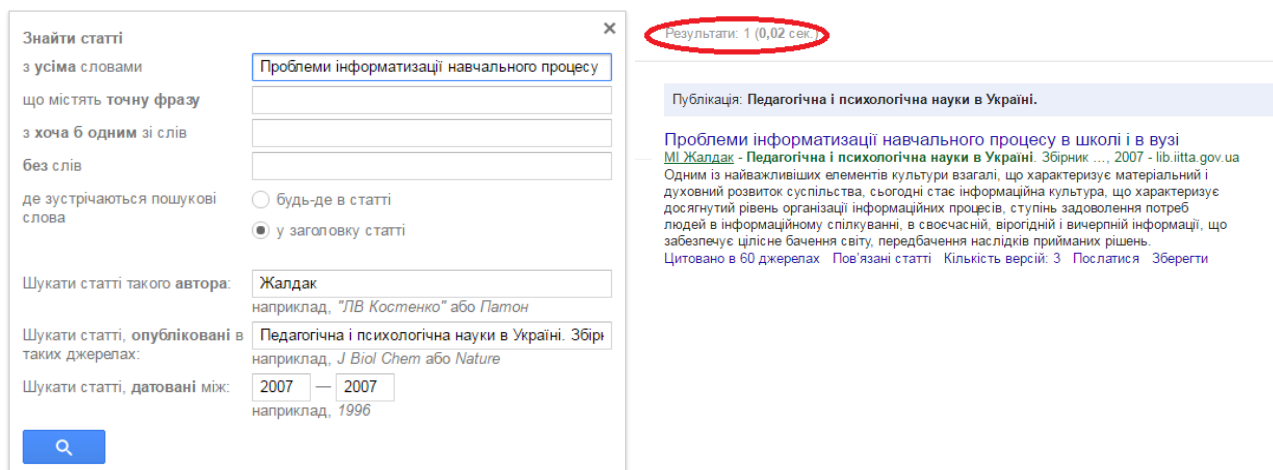 Знайти статті
×
з усіма словами
Проблеми інформатизації навчального процесу
що містять точну фразу
з хоча б одним зі слів
без слів
де зустрічаються пошукові
слова
будь-де в статті
у заголовку статті
Шукати статті такого автора:
Жалдак
наприклад, "ЛВ Костенко" або Патон
Шукати статті, опубліковані в
таких джерелах:
Педагогічна і психологічна науки в Україні. Збірн
наприклад, J Biol Chem або Nature
Шукати статті, датовані між:
2007 — 2007
наприклад, 1996
Результати: 1 (0,02 сек.)
Публікація: Педагогічна і психологічна науки в Україні.
Проблеми інформатизації навчального процесу в школі і в вузі
МІ Жалдак - Педагогічна і психологічна науки в Україні. Збірник …, 2007 - lib.iitta.gov.ua
Одним із найважливіших елементів культури взагалі, що характеризує матеріальний і
духовний розвиток суспільства, сьогодні стає інформаційна культура, що характеризує
досягнутий рівень організації інформаційних процесів, ступінь задоволення потреб
людей в інформаційному спілкуванні, в своєчасній, вірогідній і вичерпній інформації, що
забезпечує цілісне бачення світу, передбачення наслідків прийманих рішень.
Цитовано в 60 джерелах Пов'язані статті Кількість версій: 3 Послатися Зберегти